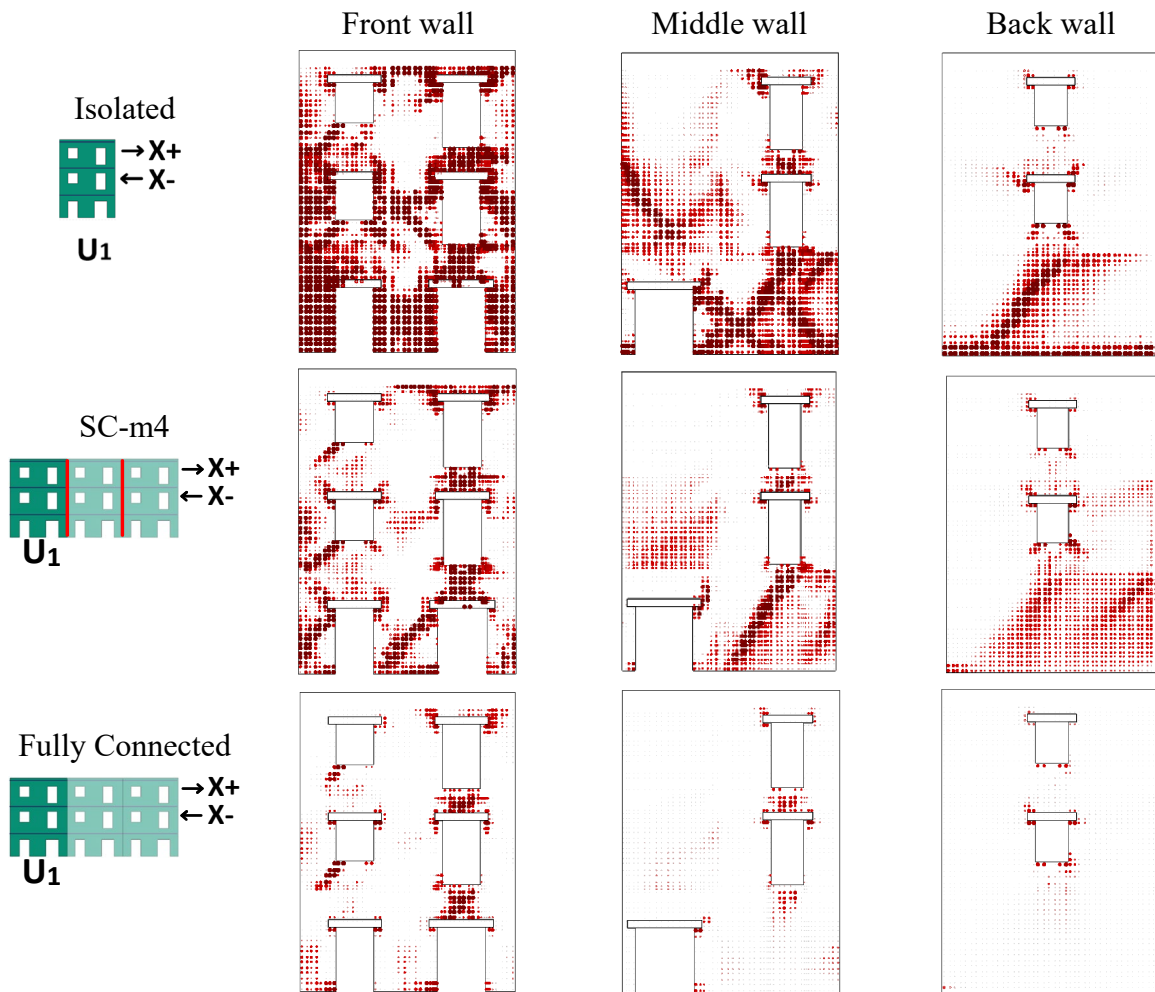 Front wall
Middle wall
Back wall
Isolated
→X+
←X-
U1
SC-m4
→X+
←X-
U1
Fully Connected
→X+
←X-
U1